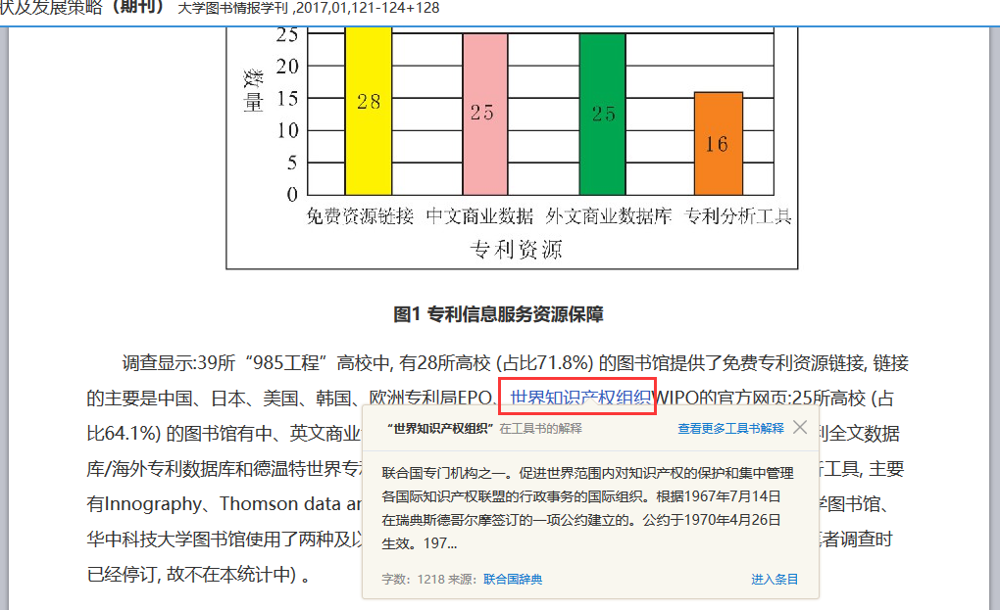 状及发展策略（期刊） 大学图书情报学刊 ,2017,01,121-124+128
25
20
15
10
5
0
数量
28
25
25
16
免费资源链接 中文商业数据 外文商业数据库 专利分析工具
专利资源
图1 专利信息服务资源保障
调查显示:39所“985工程”高校中, 有28所高校 (占比71.8%) 的图书馆提供了免费专利资源链接, 链接
的主要是中国、日本、美国、韩国、欧洲专利局EPO、世界知识产权组织WIPO的官方网页;25所高校 (占
比64.1%) 的图书馆有中、英文商业
利全文数据
库/海外专利数据库和德温特世界专利
工具, 主要
有Innography、Thomson data an
学图书馆、
华中科技大学图书馆使用了两种及以
者调查时
已经停订, 故不在本统计中) 。
“世界知识产权组织” 在工具书的解释 查看更多工具书解释
联合国专门机构之一。促进世界范围内对知识产权的保护和集中管理
各国际知识产权联盟的行政事务的国际组织。根据1967年7月14日
在瑞典斯德哥尔摩签订的一项公约建立的。公约于1970年4月26日
生效。197...
字数：1218 来源：联合国辞典 进入条目